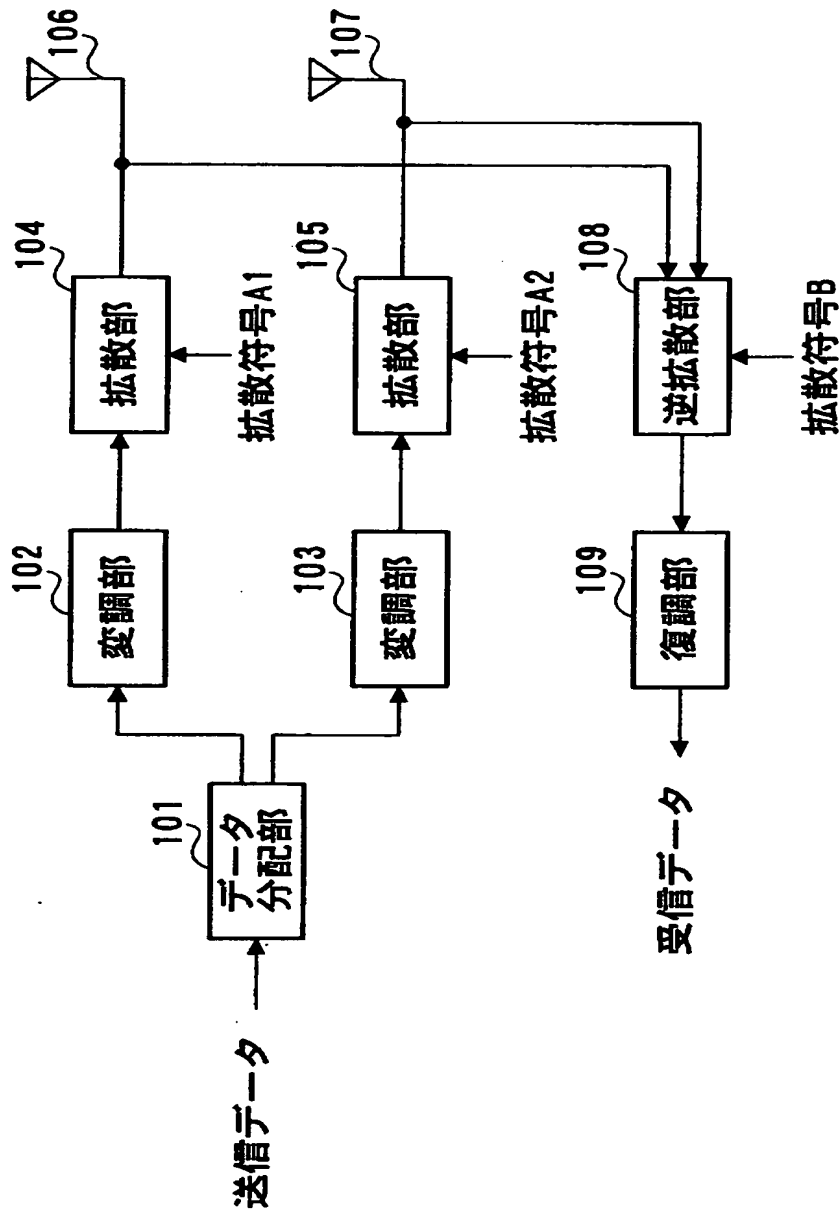 送信データ
101
データ
分配部
102
変調部
104
拡散部
106
拡散符号A1
103
変調部
105
拡散部
107
拡散符号A2
受信データ
109
復調部
108
逆拡散部
拡散符号B